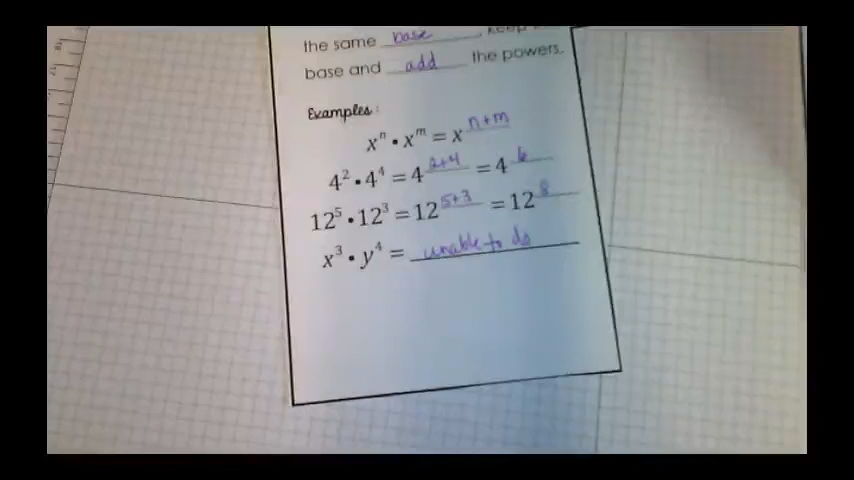 the same base, keep
base and add the powers.
Examples:
xⁿ • xᵐ = x^n+m
4² • 4⁴ = 4^2+4 = 4^6
12⁵ • 12³ = 12^5+3 = 12^8
x³ • y⁴ = unable to do